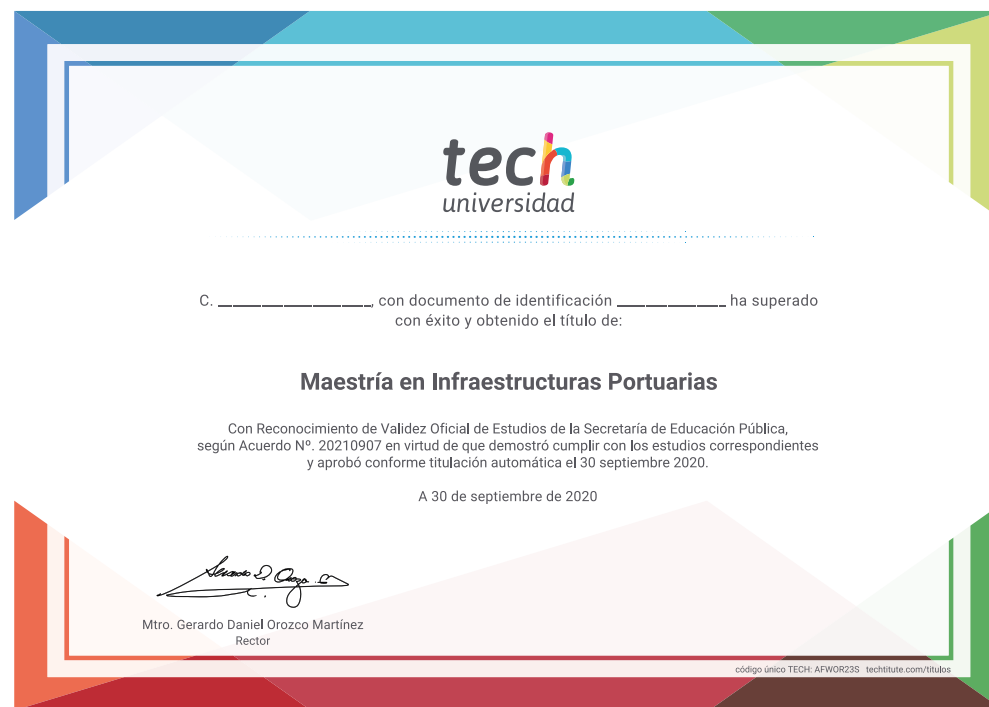 tech
universidad
C. ____________________, con documento de identificación ______________ ha superado
con éxito y obtenido el título de:
Maestría en Infraestructuras Portuarias
Con Reconocimiento de Validez Oficial de Estudios de la Secretaría de Educación Pública,
según Acuerdo Nº. 20210907 en virtud de que demostró cumplir con los estudios correspondientes
y aprobó conforme titulación automática el 30 septiembre 2020.
A 30 de septiembre de 2020
Mtro. Gerardo Daniel Orozco Martínez
Rector
código único TECH: AFWOR23S techtitute.com/titulos